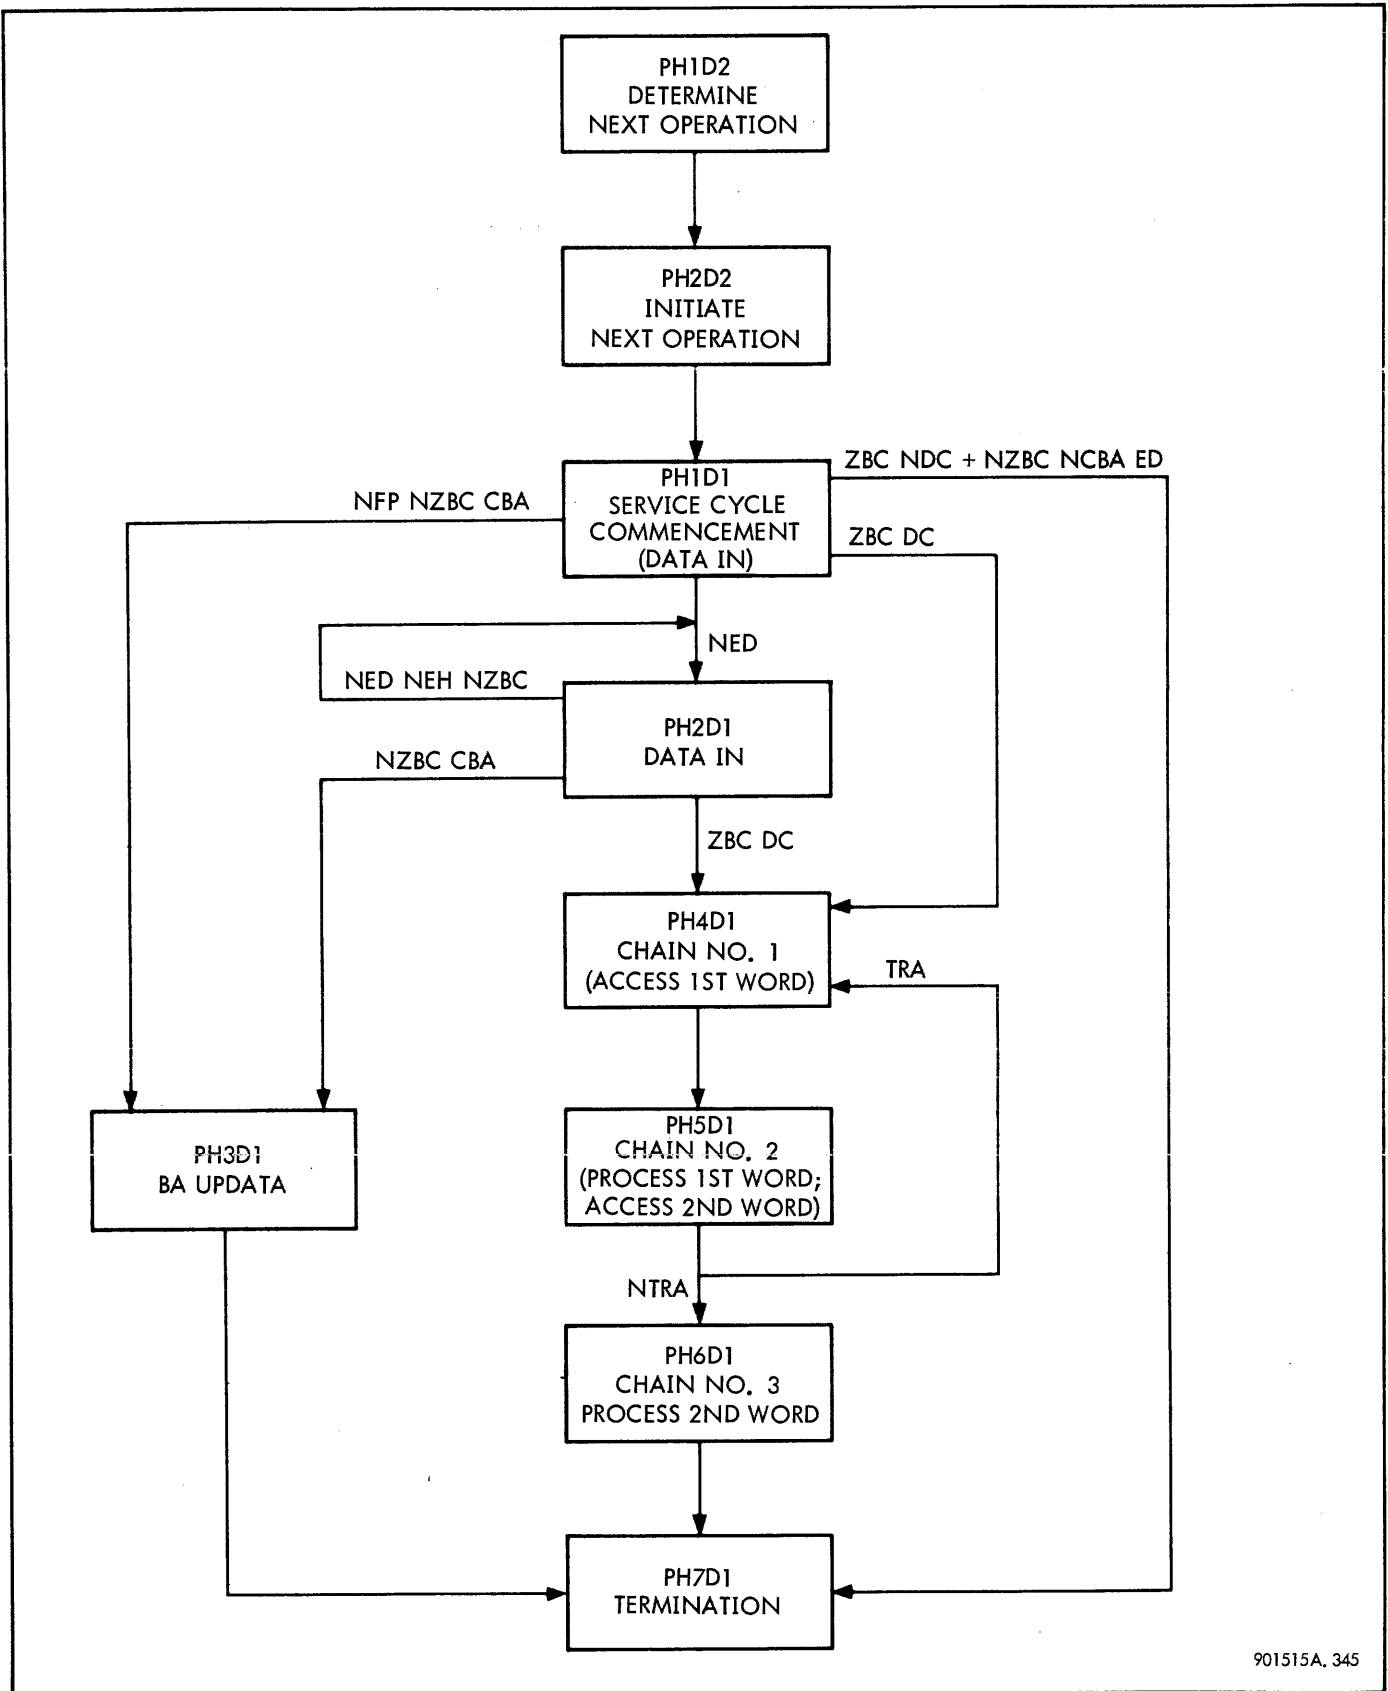 PH1D2
DETERMINE
NEXT OPERATION
PH2D2
INITIATE
NEXT OPERATION
ZBC NDC + NZBC NCBA ED
PH1D1
SERVICE CYCLE
COMMENCEMENT
(DATA IN)
NFP NZBC CBA
ZBC DC
NED
NED NEH NZBC
PH2D1
DATA IN
NZBC CBA
ZBC DC
PH4D1
CHAIN NO. 1
(ACCESS 1ST WORD)
TRA
PH5D1
CHAIN NO. 2
(PROCESS 1ST WORD;
ACCESS 2ND WORD)
PH3D1
BA UPDATA
NTRA
PH6D1
CHAIN NO. 3
PROCESS 2ND WORD
PH7D1
TERMINATION
901515A. 345